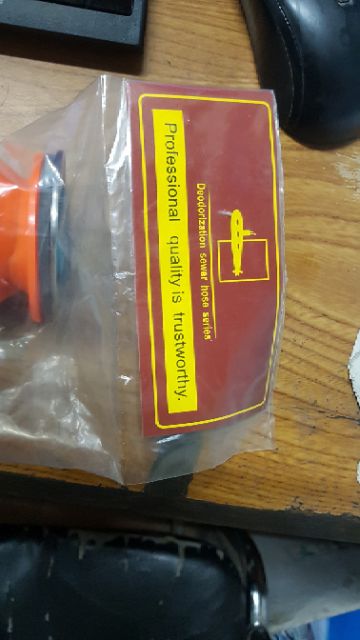 Deodorization sewer hose series
Professional quality is trustworthy.